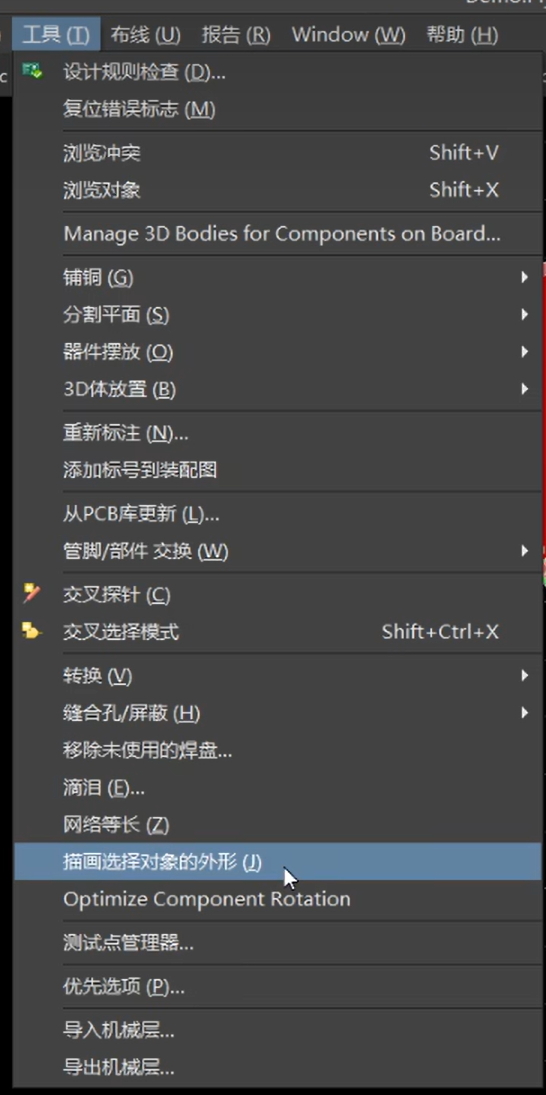 工具 (T) 布线 (U) 报告 (R) Window (W) 帮助 (H)
设计规则检查 (D)...
复位错误标志 (M)
浏览冲突 Shift+V
浏览对象 Shift+X
Manage 3D Bodies for Components on Board...
铺铜 (G)
分割平面 (S)
器件摆放 (O)
3D体放置 (B)
重新标注 (N)...
添加标号到装配图
从PCB库更新 (L)...
管脚/部件 交换 (W)
交叉探针 (C)
交叉选择模式 Shift+Ctrl+X
转换 (V)
缝合孔/屏蔽 (H)
移除未使用的焊盘...
滴泪 (E)...
网络等长 (Z)
描画选择对象的外形 (J)
Optimize Component Rotation
测试点管理器...
优先选项 (P)...
导入机械层...
导出机械层...